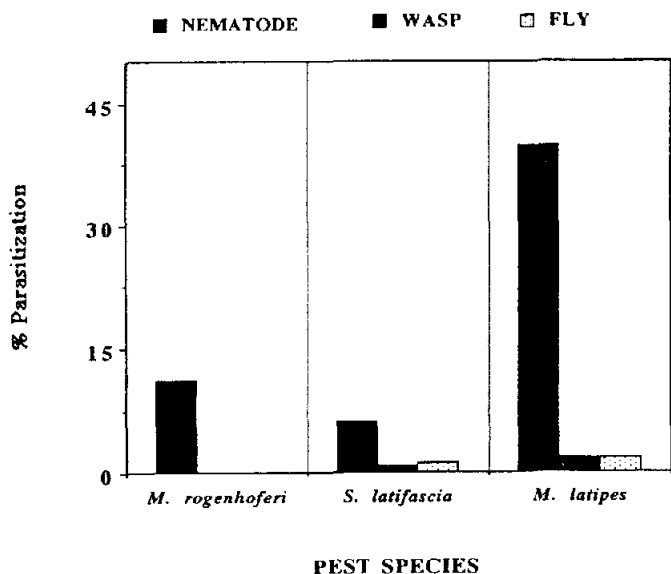 NEMATODE WASP FLY
45
30
15
0
% Parasitization
M. rogenhoferi S. latifascia M. latipes
PEST SPECIES